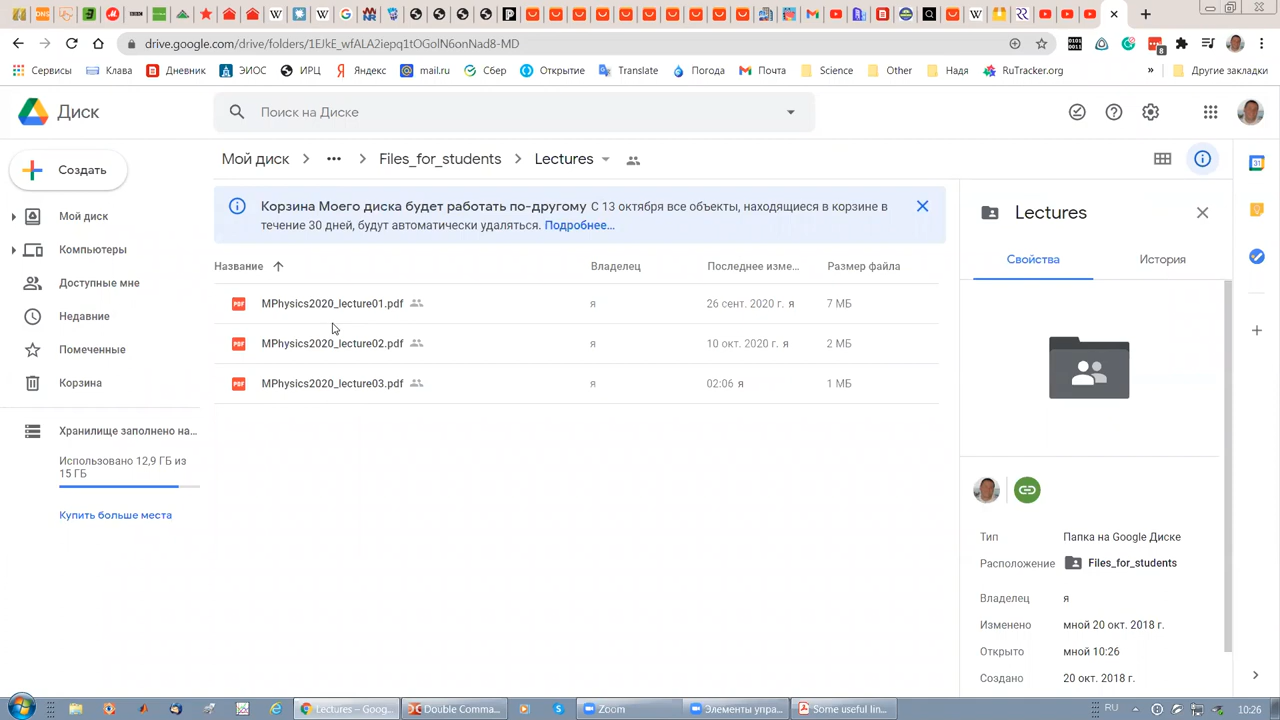 drive.google.com/drive/folders/
Сервисы
Клава
Дневник
ЭИОС
ИРЦ
Яндекс
mail.ru
Сбер
Открытие
Translate
Погода
Почта
Science
Other
Надя
RuTracker.org
»
Другие закладки
8
Диск
Поиск на Диске
Создать
Мой диск
Компьютеры
Доступные мне
Недавние
Помеченные
Корзина
Хранилище заполнено на...
Использовано 12,9 ГБ из
15 ГБ
Купить больше места
Мой диск > ••• > Files_for_students > Lectures
Корзина Моего диска будет работать по-другому С 13 октября все объекты, находящиеся в корзине в
течение 30 дней, будут автоматически удаляться. Подробнее...
Название Владелец Последнее изме... Размер файла
MPhysics2020_lecture01.pdf я 26 сент. 2020 г. я 7 МБ
MPhysics2020_lecture02.pdf я 10 окт. 2020 г. я 2 МБ
MPhysics2020_lecture03.pdf я 02:06 я 1 МБ
Lectures
Свойства История
Тип Папка на Google Диске
Расположение Files_for_students
Владелец я
Изменено мной 20 окт. 2018 г.
Открыто мной 10:26
Создано 20 окт. 2018 г.
31
Lectures – Goog...
Double Comma...
Zoom
Элементы упра...
Some useful lin...
RU
10:26